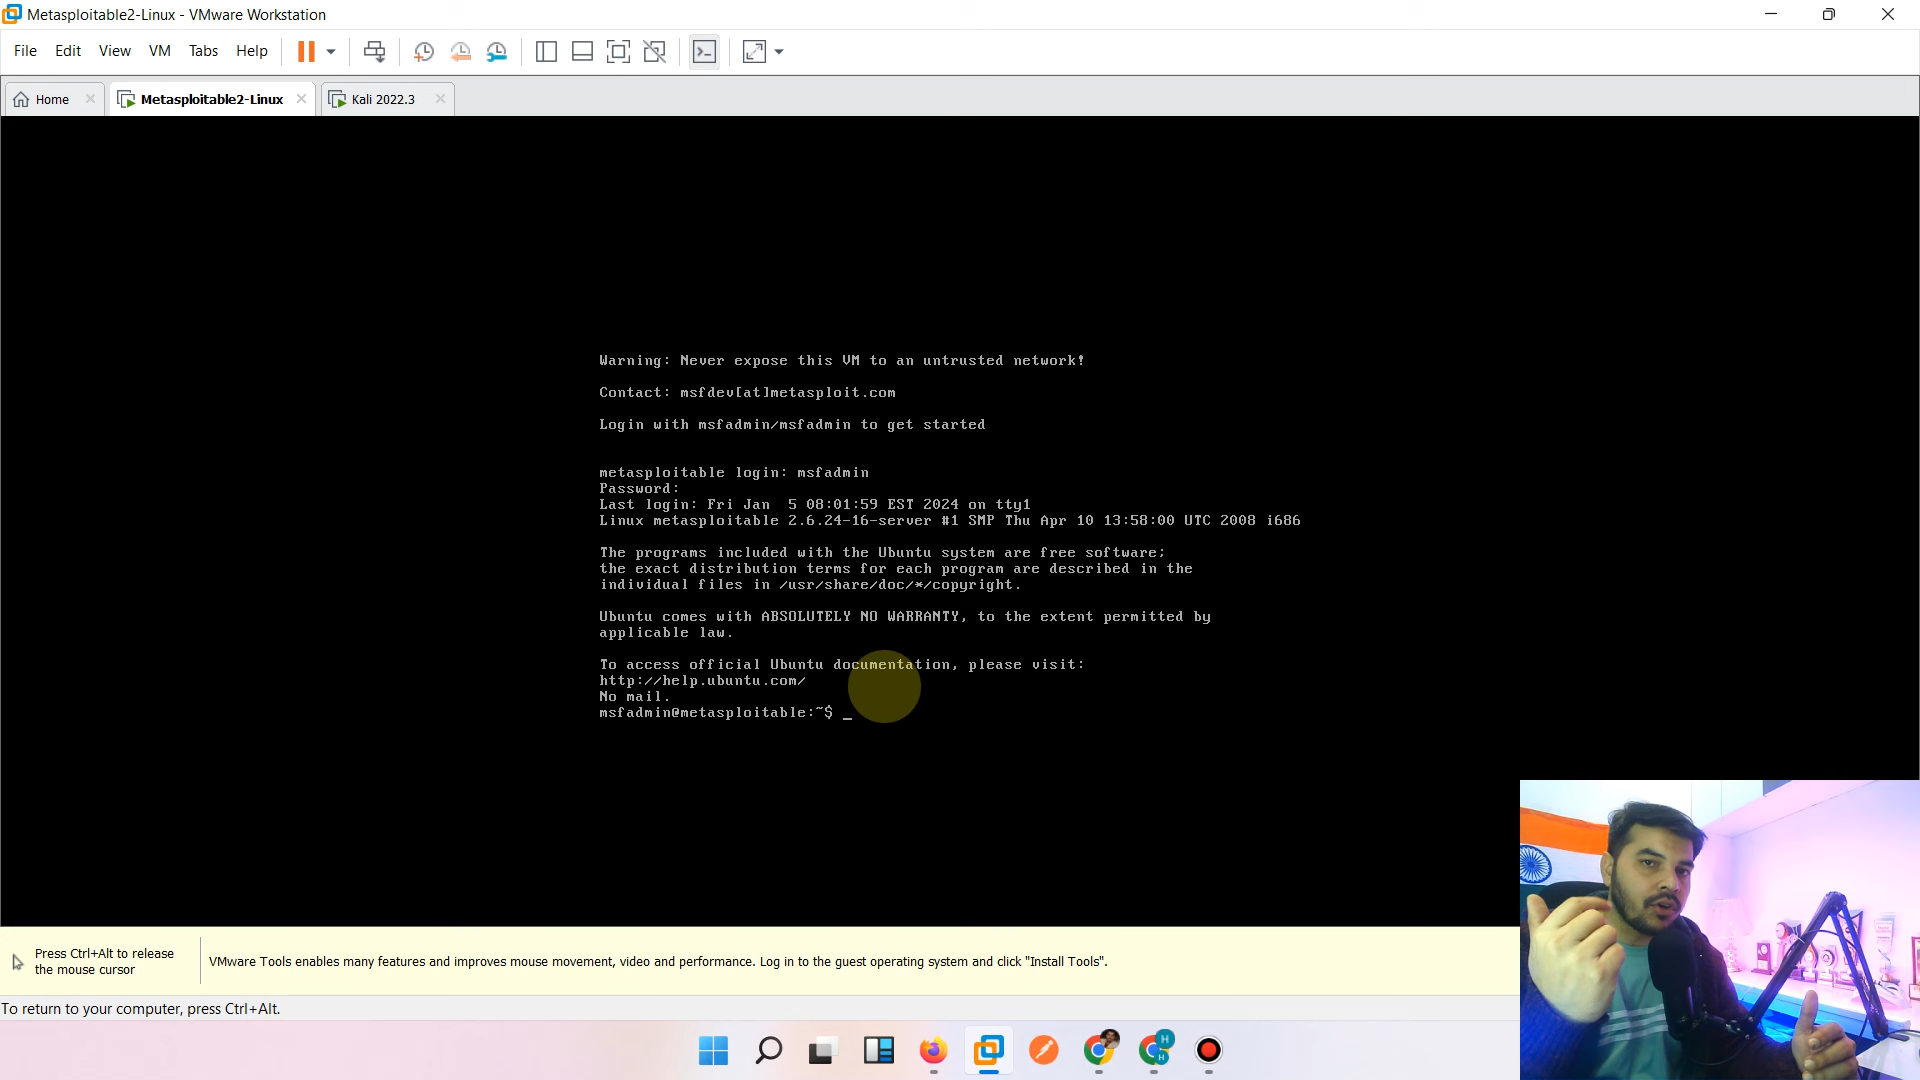 Metasploitable2-Linux - VMware Workstation
File Edit View VM Tabs Help
Home Metasploitable2-Linux Kali 2022.3
Warning: Never expose this VM to an untrusted network!
Contact: msfdev[at]metasploit.com
Login with msfadmin/msfadmin to get started
metasploitable login: msfadmin
Password:
Last login: Fri Jan  5 08:01:59 EST 2024 on tty1
Linux metasploitable 2.6.24-16-server #1 SMP Thu Apr 10 13:58:00 UTC 2008 i686
The programs included with the Ubuntu system are free software;
the exact distribution terms for each program are described in the
individual files in /usr/share/doc/*/copyright.
Ubuntu comes with ABSOLUTELY NO WARRANTY, to the extent permitted by
applicable law.
To access official Ubuntu documentation, please visit:
http://help.ubuntu.com/
No mail.
msfadmin@metasploitable:~$ _
Press Ctrl+Alt to release
the mouse cursor
VMware Tools enables many features and improves mouse movement, video and performance. Log in to the guest operating system and click "Install Tools".
To return to your computer, press Ctrl+Alt.
H
H